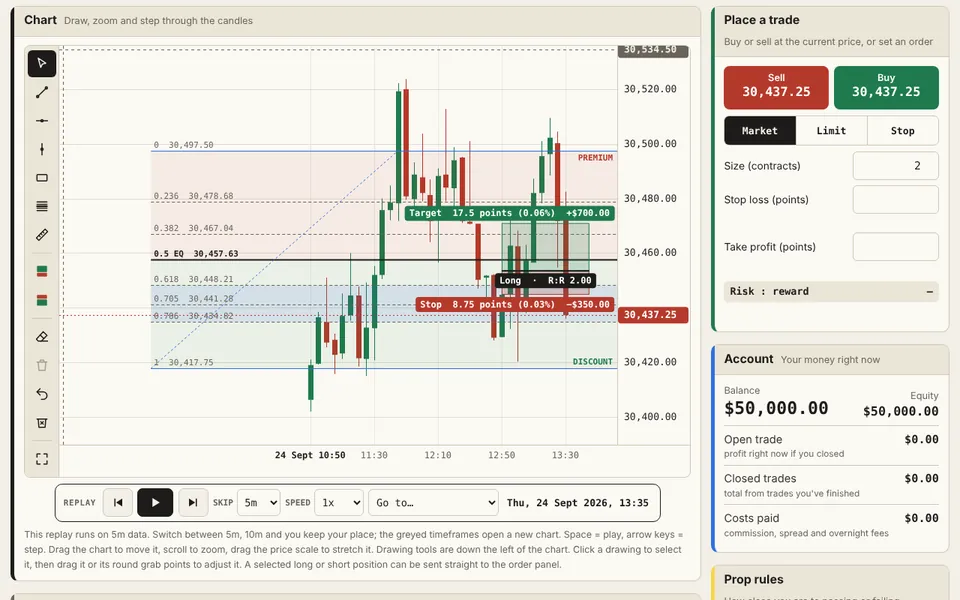 Chart Draw, zoom and step through the candles
30,534.50
30,520.00
30,500.00
30,480.00
30,460.00
30,437.25
30,420.00
30,400.00
0 30,497.50
PREMIUM
0.236 30,478.68
Target 17.5 points (0.06%) +$700.00
0.382 30,467.04
0.5 EQ 30,457.63
0.618 30,448.21
Long · R:R 2.00
0.705 30,441.28
Stop 8.75 points (0.03%) −$350.00
0.786 30,434.82
1 30,417.75
DISCOUNT
24 Sept 10:50 11:30 12:10 12:50 13:30
REPLAY SKIP 5m SPEED 1x Go to… Thu, 24 Sept 2026, 13:35
This replay runs on 5m data. Switch between 5m, 10m and you keep your place; the greyed timeframes open a new chart. Space = play, arrow keys =
step. Drag the chart to move it, scroll to zoom, drag the price scale to stretch it. Drawing tools are down the left of the chart. Click a drawing to select
it, then drag it or its round grab points to adjust it. A selected long or short position can be sent straight to the order panel.
Place a trade
Buy or sell at the current price, or set an order
Sell
30,437.25
Buy
30,437.25
Market Limit Stop
Size (contracts) 2
Stop loss (points)
Take profit (points)
Risk : reward –
Account Your money right now
Balance
$50,000.00
Equity
$50,000.00
Open trade $0.00
profit right now if you closed
Closed trades $0.00
total from trades you've finished
Costs paid $0.00
commission, spread and overnight fees
Prop rules